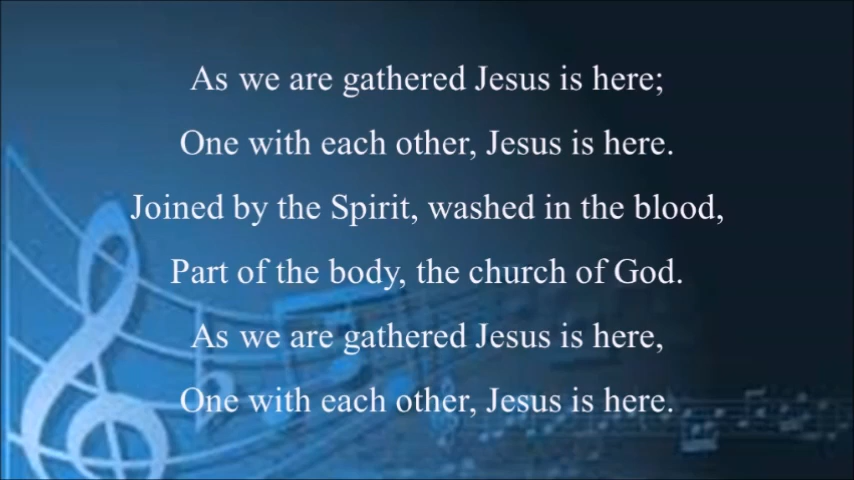 As we are gathered Jesus is here;
One with each other, Jesus is here.
Joined by the Spirit, washed in the blood,
Part of the body, the church of God.
As we are gathered Jesus is here,
One with each other, Jesus is here.